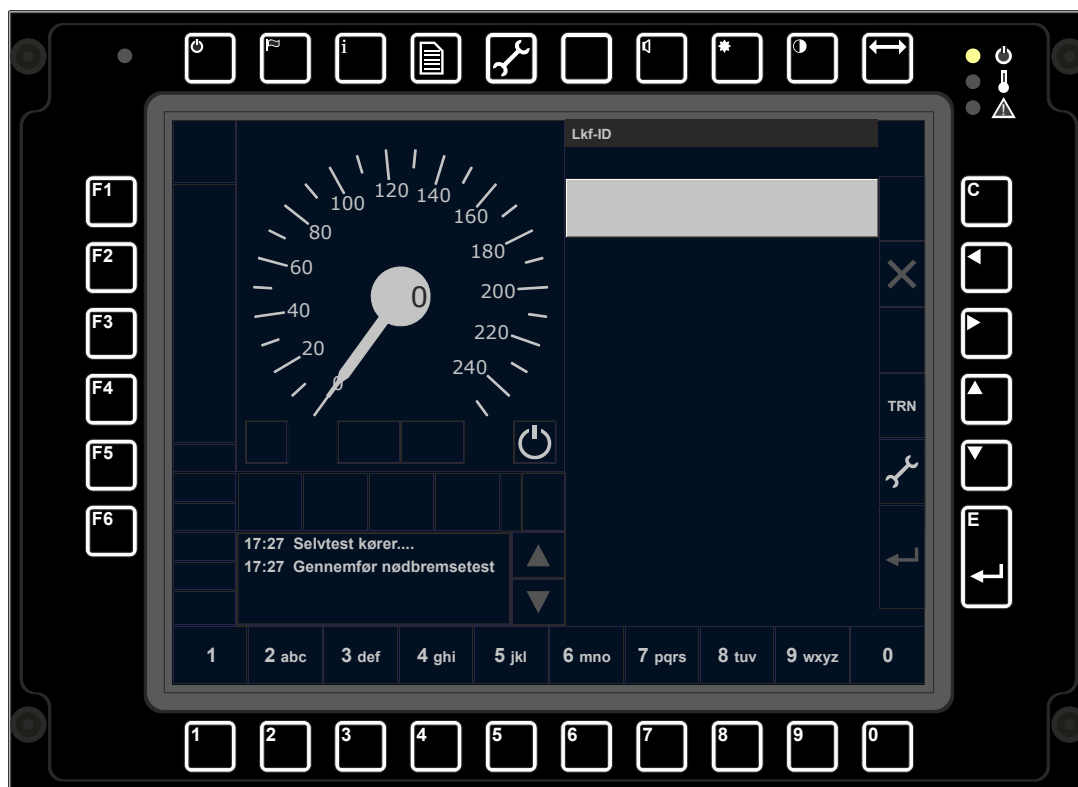 i
Lkf-ID
F1
F2
F3
F4
F5
F6
C
E
0
20
40
60
80
100
120
140
160
180
200
220
240
0
TRN
17:27 Selvtest kører....
17:27 Gennemfør nødbremsetest
1
2 abc
3 def
4 ghi
5 jkl
6 mno
7 pqrs
8 tuv
9 wxyz
0
1
2
3
4
5
6
7
8
9
0